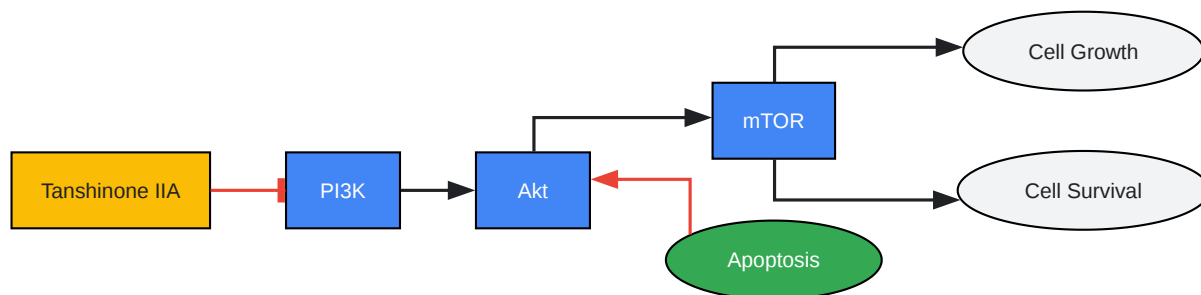 Tanshinone IIA
PI3K
Akt
mTOR
Cell Growth
Cell Survival
Apoptosis